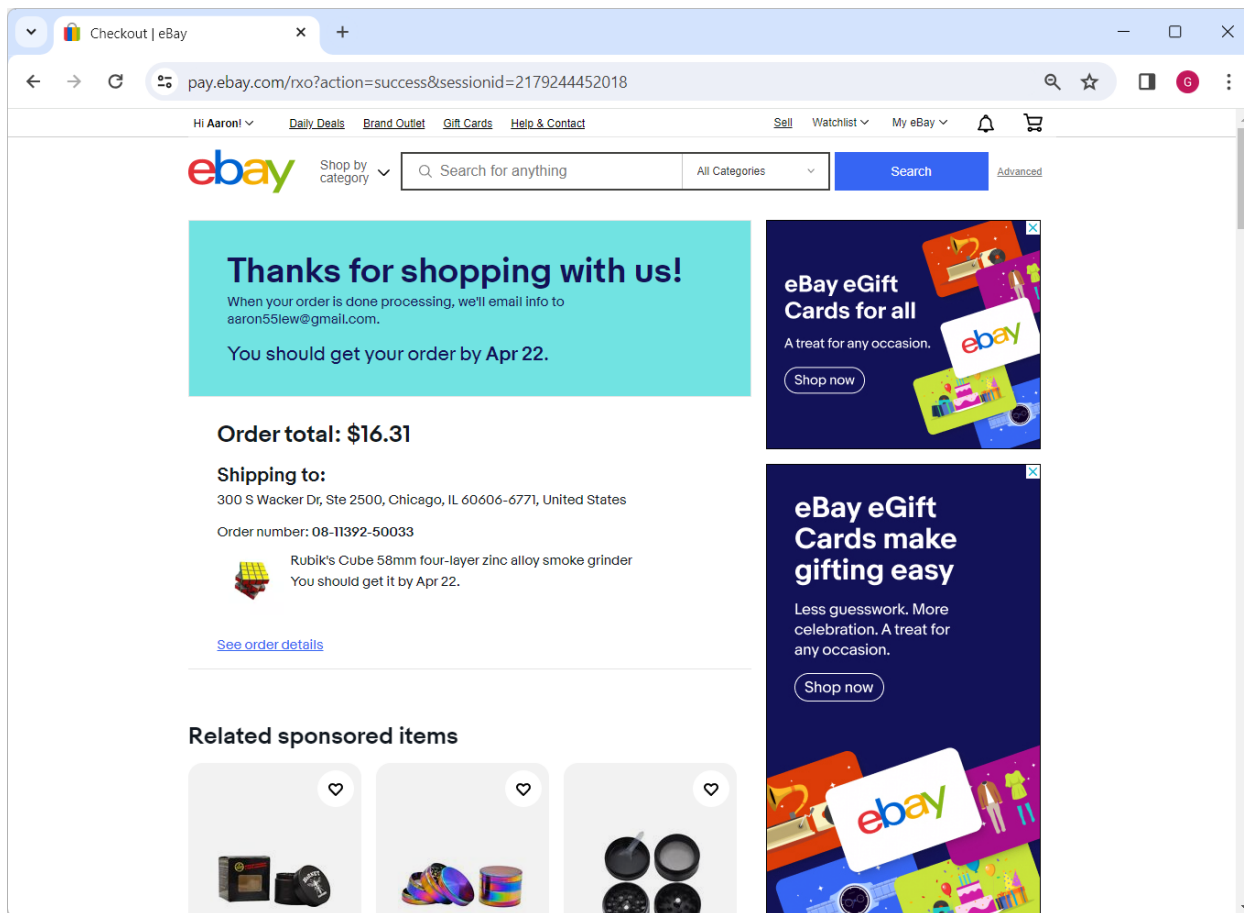 Checkout | eBay
pay.ebay.com/rxo?action=success&sessionid=2179244452018
G
Hi Aaron! Daily Deals Brand Outlet Gift Cards Help & Contact Sell Watchlist My eBay
ebay Shop by category Search for anything All Categories Search Advanced
Thanks for shopping with us!
When your order is done processing, we'll email info to
aaron55lew@gmail.com.
You should get your order by Apr 22.
Order total: $16.31
Shipping to:
300 S Wacker Dr, Ste 2500, Chicago, IL 60606-6771, United States
Order number: 08-11392-50033
Rubik's Cube 58mm four-layer zinc alloy smoke grinder
You should get it by Apr 22.
See order details
Related sponsored items
eBay eGift
Cards for all
A treat for any occasion.
Shop now
ebay
eBay eGift
Cards make
gifting easy
Less guesswork. More
celebration. A treat for
any occasion.
Shop now
ebay